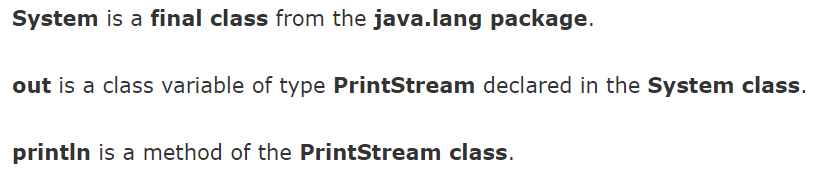 System is a final class from the java.lang package.
out is a class variable of type PrintStream declared in the System class.
println is a method of the PrintStream class.